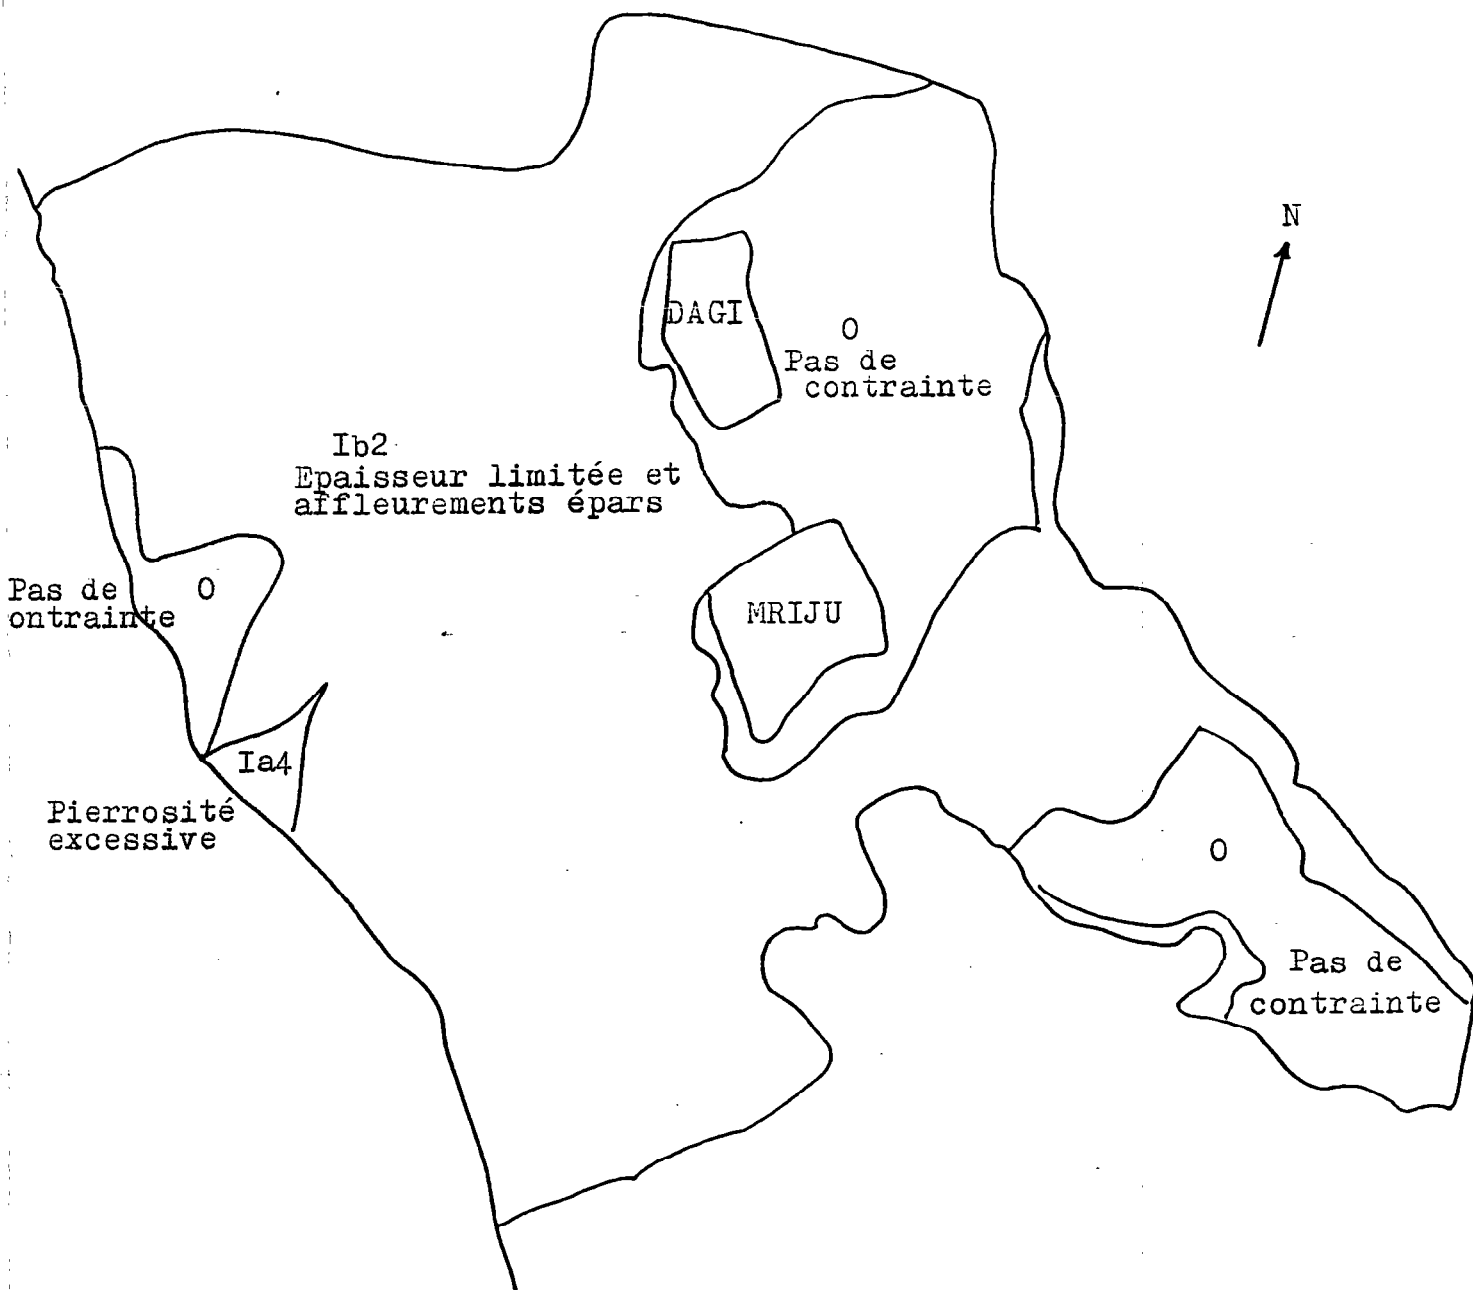 N
DAGI
O
Pas de
contrainte
Ib2
Epaisseur limitée et
affleurements épars
Pas de
ontrainte
O
MRIJU
Ia4
Pierrosité
excessive
O
Pas de
contrainte